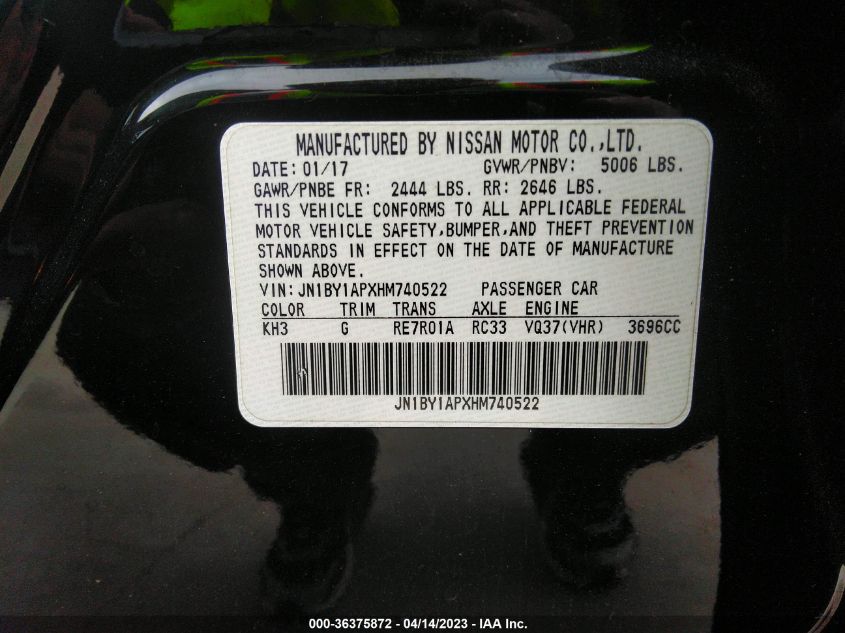 MANUFACTURED BY NISSAN MOTOR CO.,LTD.
DATE: 01/17 GVWR/PNBV: 5006 LBS.
GAWR/PNBE FR: 2444 LBS. RR: 2646 LBS.
THIS VEHICLE CONFORMS TO ALL APPLICABLE FEDERAL
MOTOR VEHICLE SAFETY,BUMPER,AND THEFT PREVENTION
STANDARDS IN EFFECT ON THE DATE OF MANUFACTURE
SHOWN ABOVE.
VIN: JN1BY1APXHM740522 PASSENGER CAR
COLOR TRIM TRANS AXLE ENGINE
KH3 G RE7R01A RC33 VQ37(VHR) 3696CC
JN1BY1APXHM740522
000-36375872 - 04/14/2023 - IAA Inc.